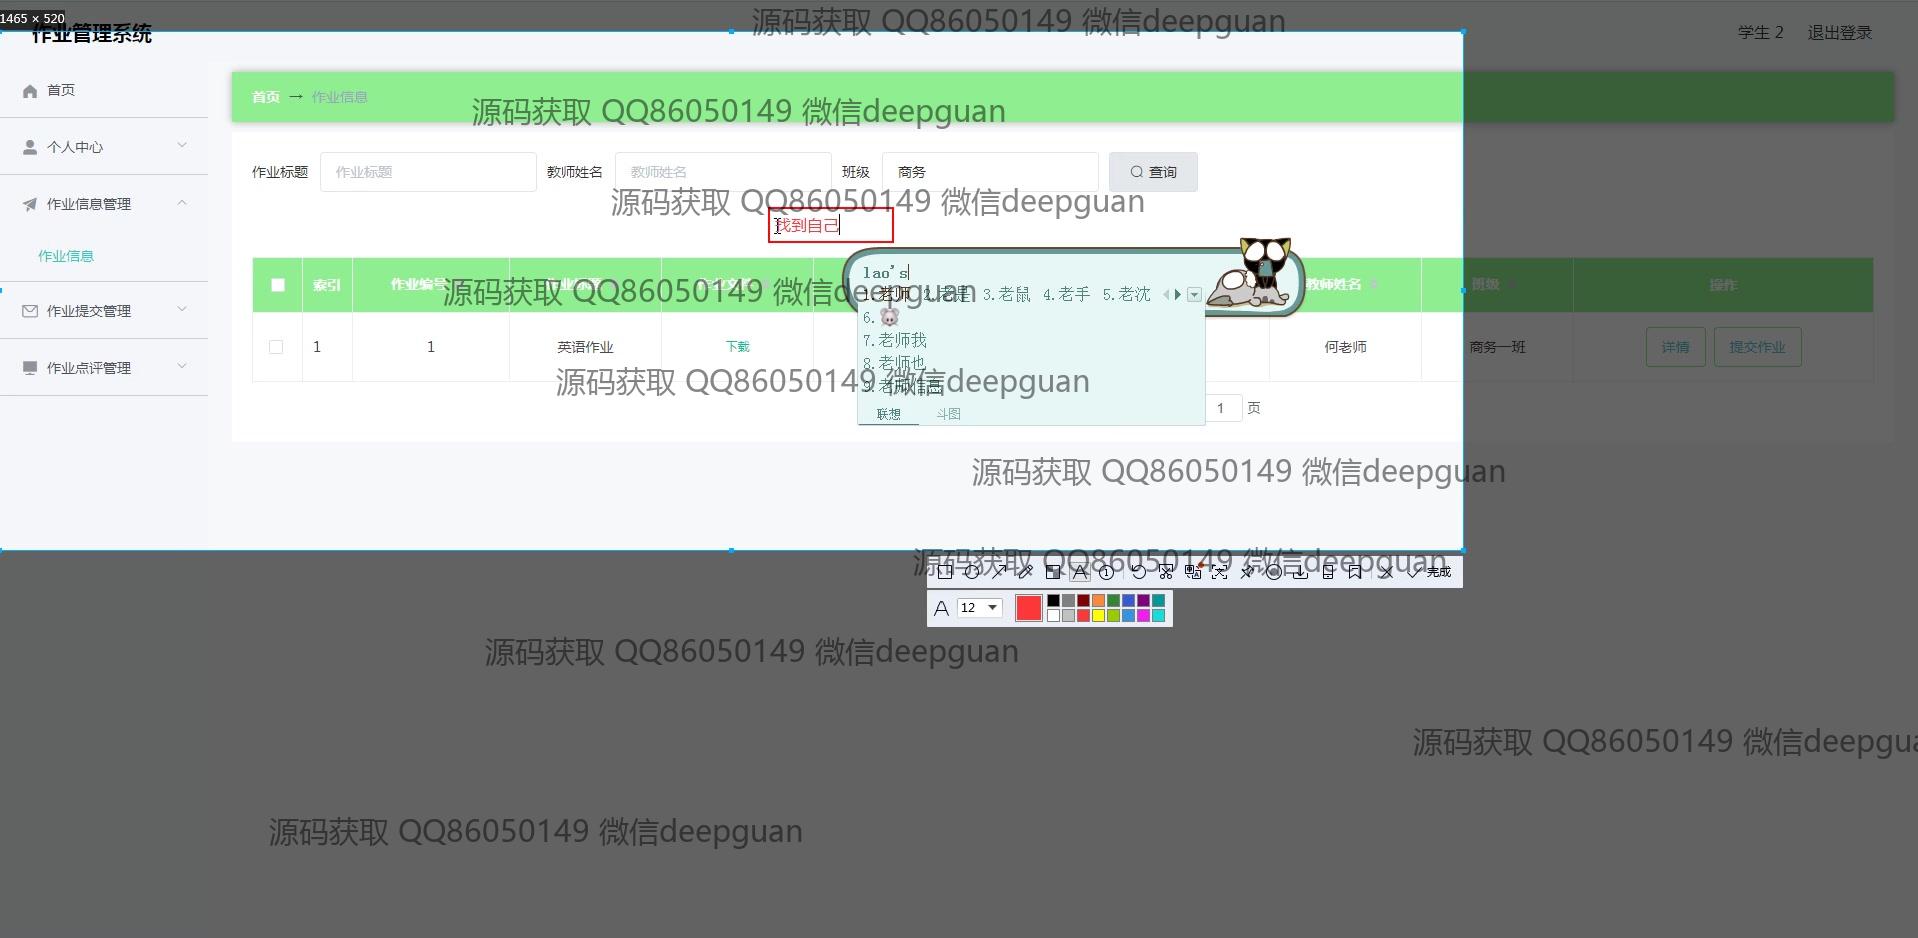 1465 × 520
源码获取 QQ86050149 微信deepguan
作业管理系统
学生 2 退出登录
首页
首页 → 作业信息
源码获取 QQ86050149 微信deepguan
个人中心
作业标题 作业标题 教师姓名 教师姓名 班级 商务 查询
作业信息管理
源码获取 QQ86050149 微信deepguan
找到自己
作业信息
lao's
索引 作业编号 教师姓名 班级 操作
源码获取 QQ86050149 微信deepguan
1.老师 2.老是 3.老鼠 4.老手 5.老沈
作业提交管理
6.
7.老师我
1 1 英语作业 下载 何老师 商务一班 详情 提交作业
8.老师也
作业点评管理
源码获取 QQ86050149 微信deepguan
联想 斗图
1 页
源码获取 QQ86050149 微信deepguan
源码获取 QQ86050149 微信deepguan
完成
A 12
源码获取 QQ86050149 微信deepguan
源码获取 QQ86050149 微信deepgua
源码获取 QQ86050149 微信deepguan